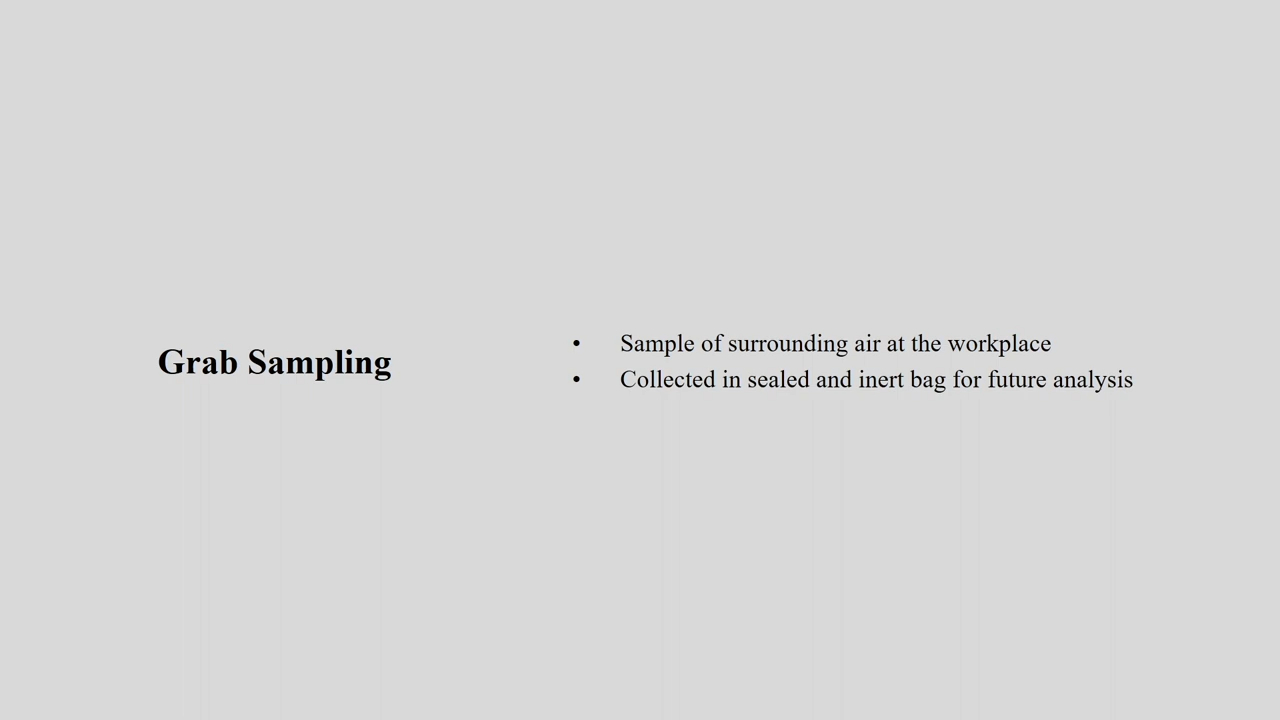 Grab Sampling
• Sample of surrounding air at the workplace
• Collected in sealed and inert bag for future analysis